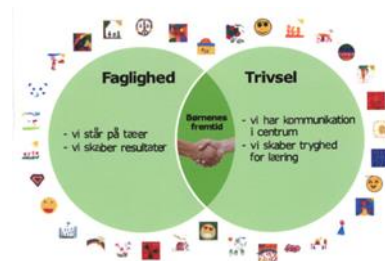 Faglighed
- vi står på tæer
- vi skaber resultater
Børnenes
fremtid
Trivsel
- vi har kommunikation
i centrum
- vi skaber tryghed
for læring